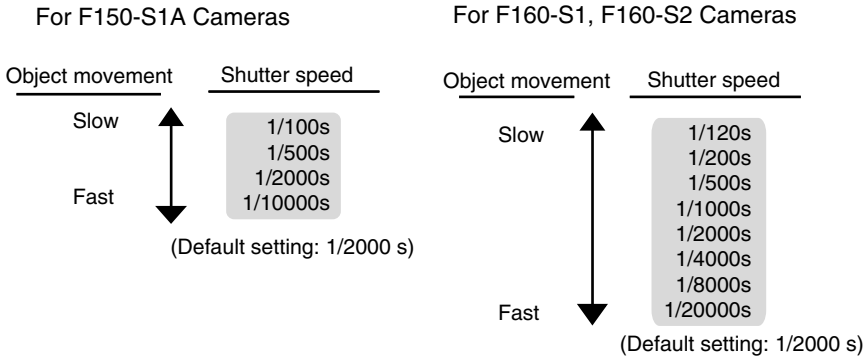 For F150-S1A Cameras
Object movement
Shutter speed
Slow
Fast
1/100s
1/500s
1/2000s
1/10000s
(Default setting: 1/2000 s)
For F160-S1, F160-S2 Cameras
Object movement
Shutter speed
Slow
Fast
1/120s
1/200s
1/500s
1/1000s
1/2000s
1/4000s
1/8000s
1/20000s
(Default setting: 1/2000 s)